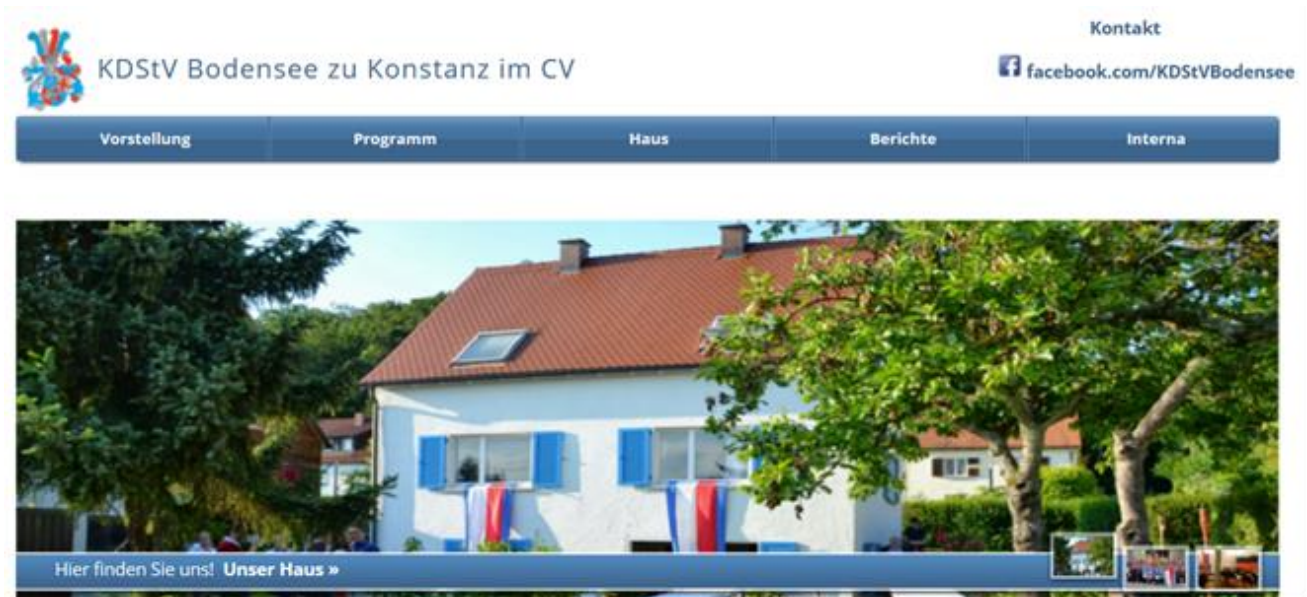 Kontakt
KDStV Bodensee zu Konstanz im CV
facebook.com/KDStVBodensee
Vorstellung Programm Haus Berichte Interna
Hier finden Sie uns! Unser Haus »